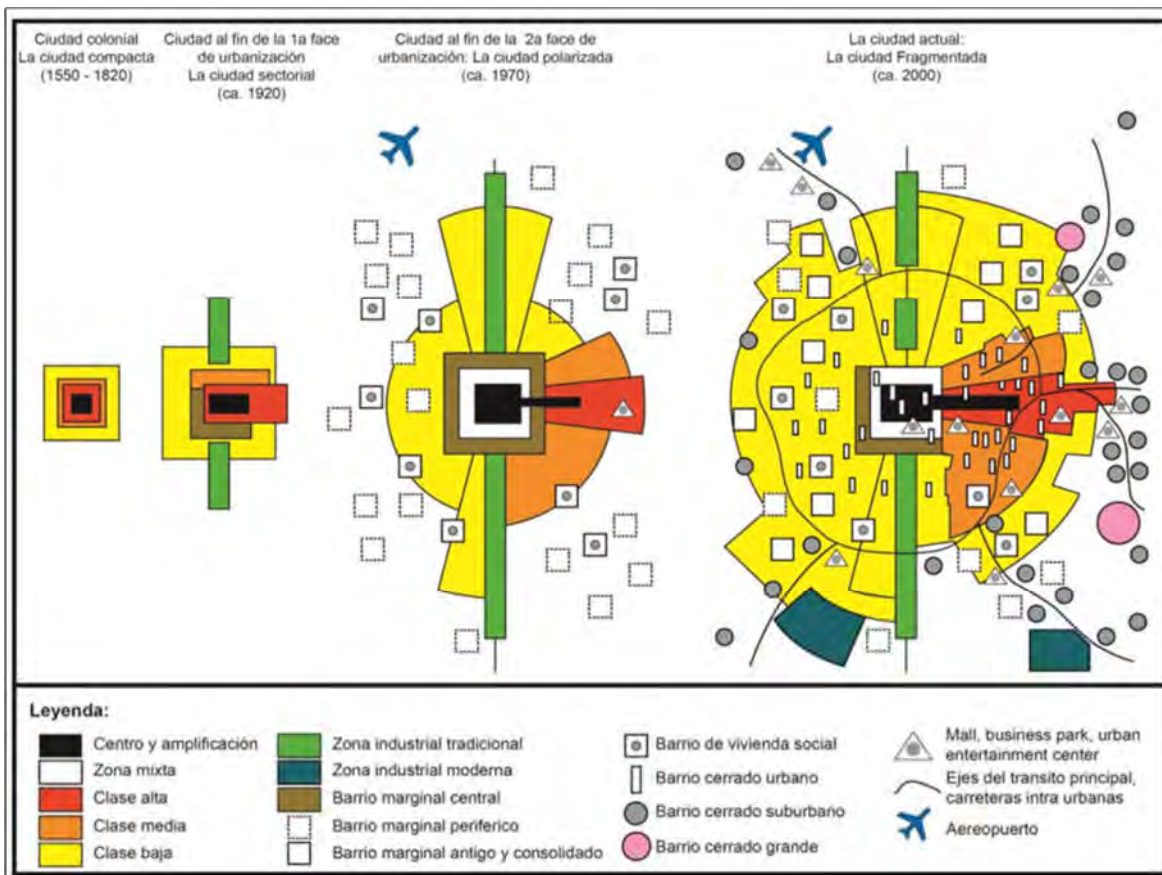 Ciudad colonial
La ciudad compacta
(1550 - 1820)
Ciudad al fin de la 1a face
de urbanización
La ciudad sectorial
(ca. 1920)
Ciudad al fin de la 2a face de
urbanización: La ciudad polarizada
(ca. 1970)
La ciudad actual:
La ciudad Fragmentada
(ca. 2000)
Leyenda:
Centro y amplificación
Zona mixta
Clase alta
Clase media
Clase baja
Zona industrial tradicional
Zona industrial moderna
Barrio marginal central
Barrio marginal periferico
Barrio marginal antigo y consolidado
Barrio de vivienda social
Barrio cerrado urbano
Barrio cerrado suburbano
Barrio cerrado grande
Mall, business park, urban
entertainment center
Ejes del transito principal,
carreteras intra urbanas
Aereopuerto